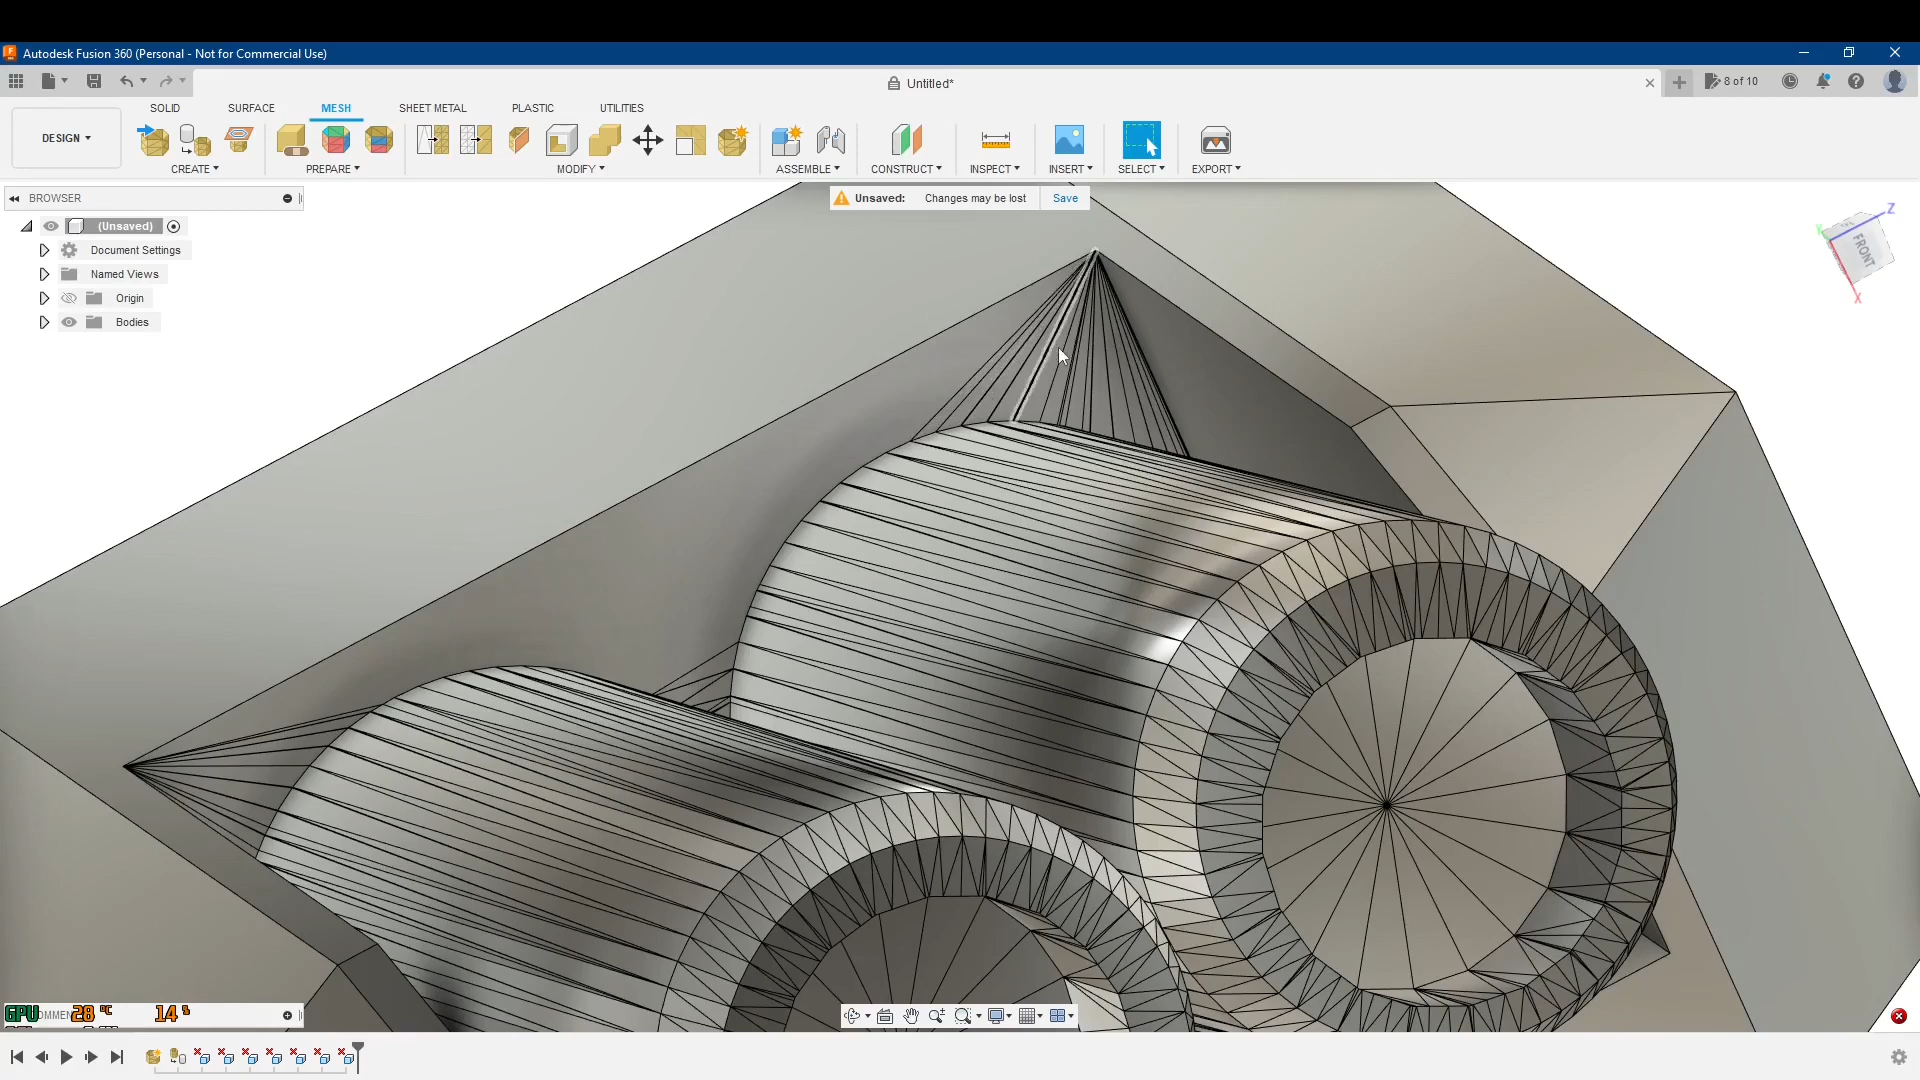 Autodesk Fusion 360 (Personal - Not for Commercial Use)
Untitled*
8 of 10
SOLID SURFACE MESH SHEET METAL PLASTIC UTILITIES
DESIGN
CREATE PREPARE MODIFY ASSEMBLE CONSTRUCT INSPECT INSERT SELECT EXPORT
BROWSER
Unsaved: Changes may be lost Save
(Unsaved)
Document Settings
Named Views
Origin
Bodies
FRONT
Z
Y
X
GPU 28 °C 14 %